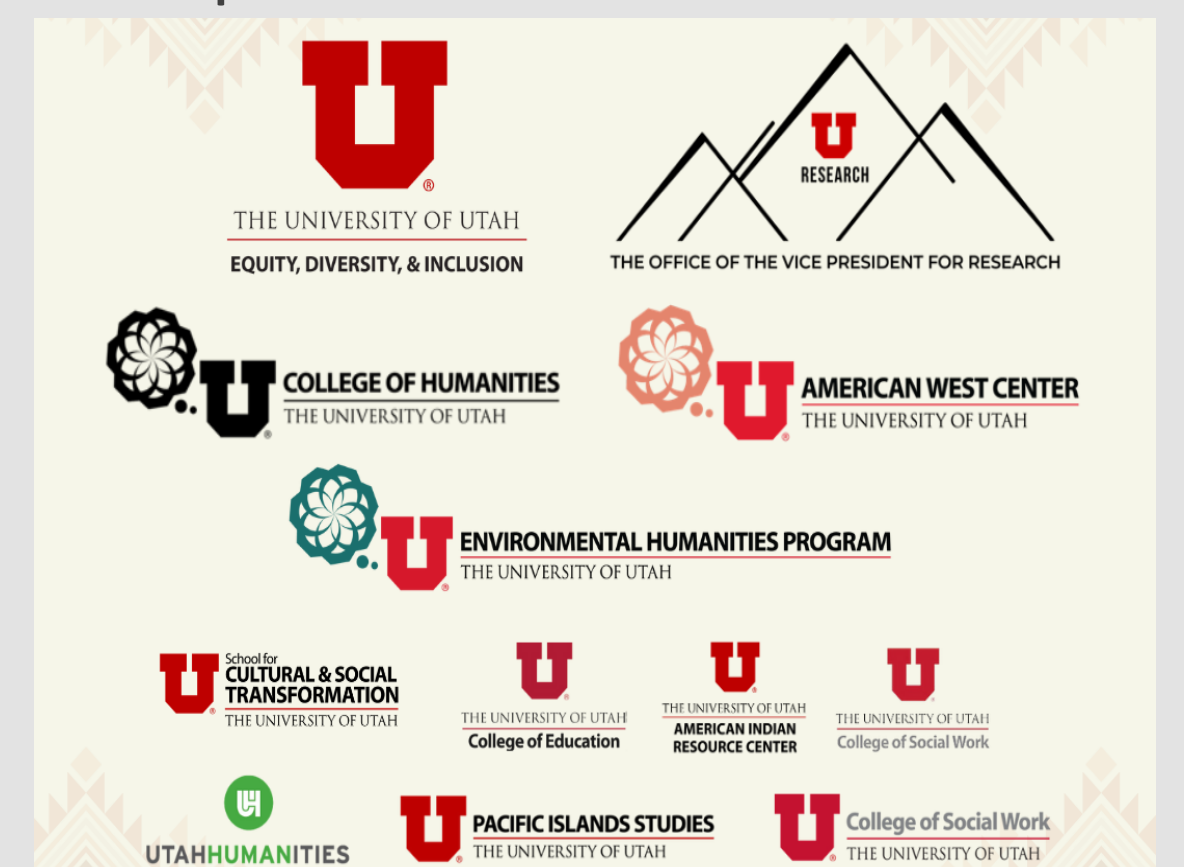 U
®
THE UNIVERSITY OF UTAH
EQUITY, DIVERSITY, & INCLUSION
U
RESEARCH
THE OFFICE OF THE VICE PRESIDENT FOR RESEARCH
U®
COLLEGE OF HUMANITIES
THE UNIVERSITY OF UTAH
U®
AMERICAN WEST CENTER
THE UNIVERSITY OF UTAH
U®
ENVIRONMENTAL HUMANITIES PROGRAM
THE UNIVERSITY OF UTAH
U®
School for
CULTURAL & SOCIAL
TRANSFORMATION
THE UNIVERSITY OF UTAH
U®
THE UNIVERSITY OF UTAH
College of Education
U®
THE UNIVERSITY OF UTAH
AMERICAN INDIAN
RESOURCE CENTER
U®
THE UNIVERSITY OF UTAH
College of Social Work
UTAHHUMANITIES
U®
PACIFIC ISLANDS STUDIES
THE UNIVERSITY OF UTAH
U®
College of Social Work
THE UNIVERSITY OF UTAH